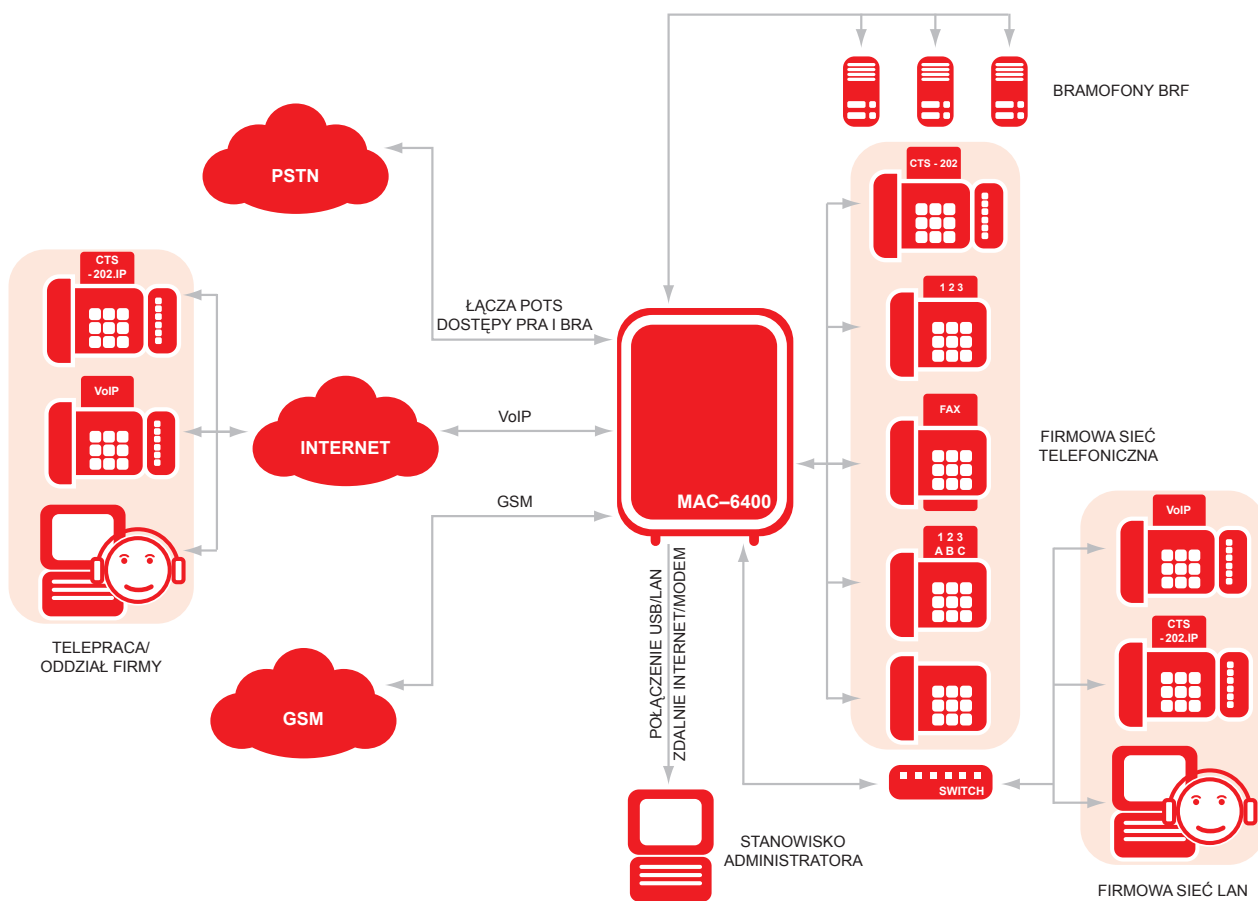 BRAMOFONY BRF
PSTN
CTS - 202
CTS
- 202.IP
1 2 3
ŁĄCZA POTS
DOSTĘPY PRA I BRA
VoIP
FAX
INTERNET
VoIP
FIRMOWA SIEĆ
TELEFONICZNA
MAC–6400
GSM
VoIP
1 2 3
A B C
TELEPRACA/
ODDZIAŁ FIRMY
POŁĄCZENIE USB/LAN
ZDALNIE INTERNET/MODEM
CTS
- 202.IP
GSM
SWITCH
STANOWISKO
ADMINISTRATORA
FIRMOWA SIEĆ LAN